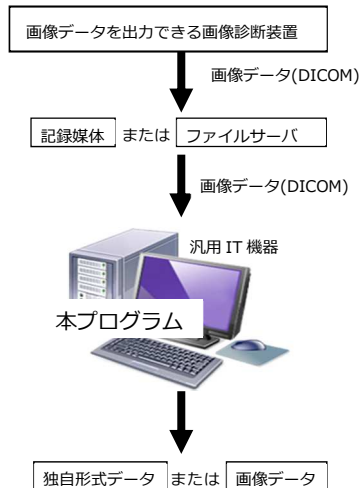 画像データを出力できる画像診断装置
画像データ(DICOM)
記録媒体 または ファイルサーバ
画像データ(DICOM)
汎用 IT 機器
本プログラム
独自形式データ または 画像データ